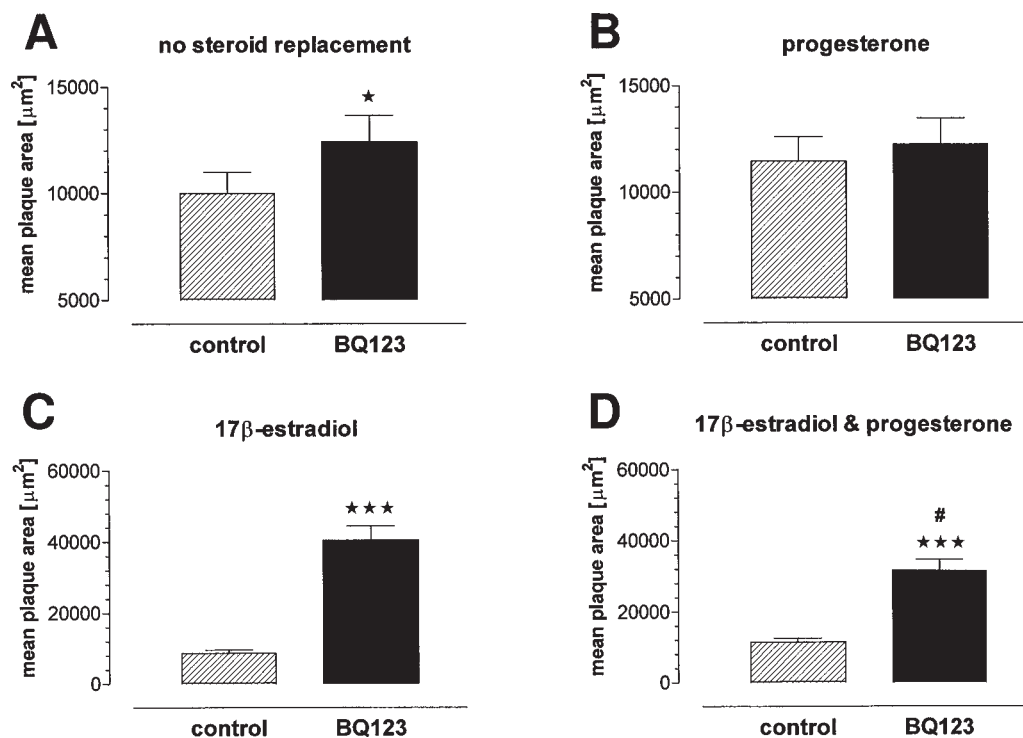 A
no steroid replacement
mean plaque area [µm²]
15000
10000
5000
★
control
BQ123
B
progesterone
mean plaque area [µm²]
15000
10000
5000
control
BQ123
C
17β-estradiol
mean plaque area [µm²]
60000
40000
20000
0
★★★
control
BQ123
D
17β-estradiol & progesterone
mean plaque area [µm²]
60000
40000
20000
0
#
★★★
control
BQ123